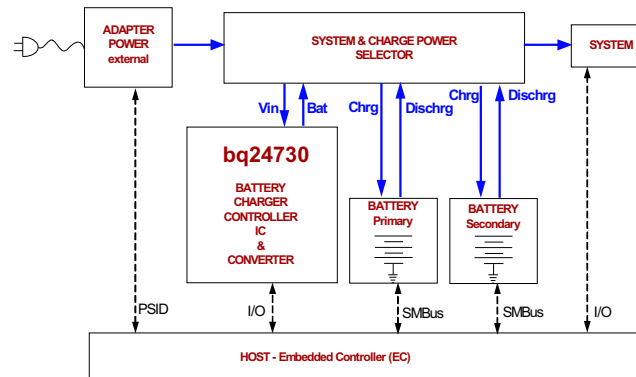 ADAPTER
POWER
external
SYSTEM & CHARGE POWER
SELECTOR
SYSTEM
Vin
Bat
Chrg
Dischrg
Chrg
Dischrg
bq24730
BATTERY
CHARGER
CONTROLLER
IC
&
CONVERTER
BATTERY
Primary
BATTERY
Secondary
PSID
I/O
SMBus
SMBus
I/O
HOST - Embedded Controller (EC)